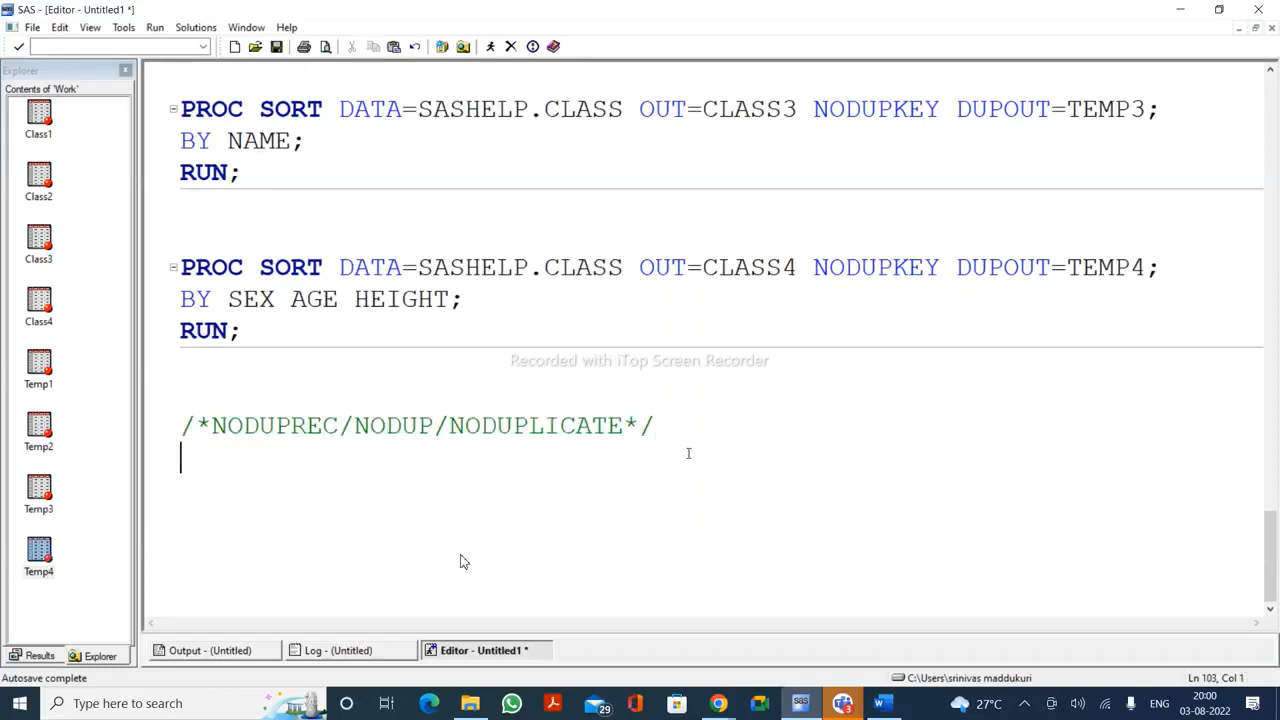 SAS - [Editor - Untitled1 *]
File Edit View Tools Run Solutions Window Help
Explorer
Contents of 'Work'
Class1
Class2
Class3
Class4
Temp1
Temp2
Temp3
Temp4
PROC SORT DATA=SASHELP.CLASS OUT=CLASS3 NODUPKEY DUPOUT=TEMP3;
BY NAME;
RUN;
PROC SORT DATA=SASHELP.CLASS OUT=CLASS4 NODUPKEY DUPOUT=TEMP4;
BY SEX AGE HEIGHT;
RUN;
Recorded with iTop Screen Recorder
/*NODUPREC/NODUP/NODUPLICATE*/
Results Explorer
Output - (Untitled) Log - (Untitled) Editor - Untitled1 *
Autosave complete C:\Users\srinivas maddukuri Ln 103, Col 1
Type here to search 29 sas 3 27°C ENG 20:00
03-08-2022 2